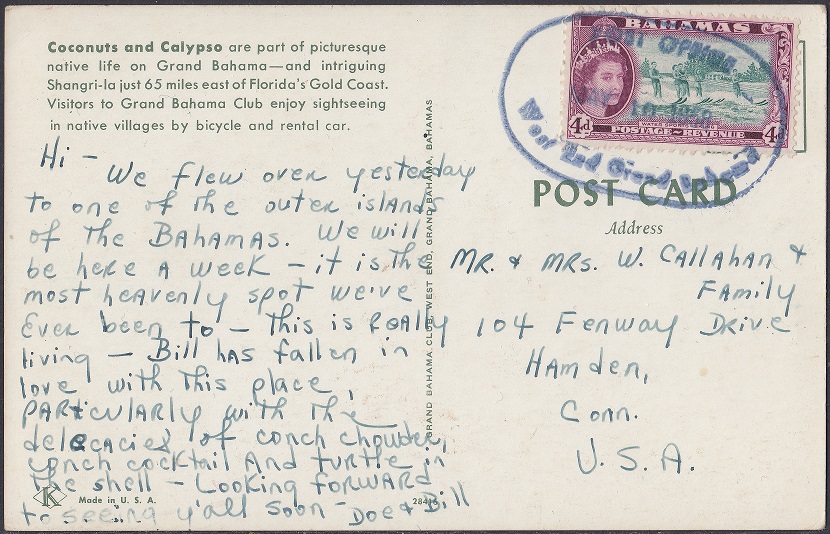 Coconuts and Calypso are part of picturesque
native life on Grand Bahama—and intriguing
Shangri-la just 65 miles east of Florida's Gold Coast.
Visitors to Grand Bahama Club enjoy sightseeing
in native villages by bicycle and rental car.
Hi -
We flew over yesterday
to one of the outer islands
of the BAHAMAS. We will
be here A week - it is the
most heavenly spot we've
Ever been to - this is REAlly
living - Bill has fallen in
love with this place,
PARticulARly with the
delecacies of conch chowder,
conch cocktail And turtle in
the shell - Looking FORWARD
to seeing y'all soon - Doe & Bill
K
Made in U. S. A.
GRAND BAHAMA CLUB, WEST END, GRAND BAHAMA, BAHAMAS
BAHAMAS
4d
POSTAGE~REVENUE
4d
West End Grand Bahama
POST CARD
Address
MR. & MRS. W. CAllAhan &
Family
104 Fenway Drive
Hamden,
Conn.
U.S.A.